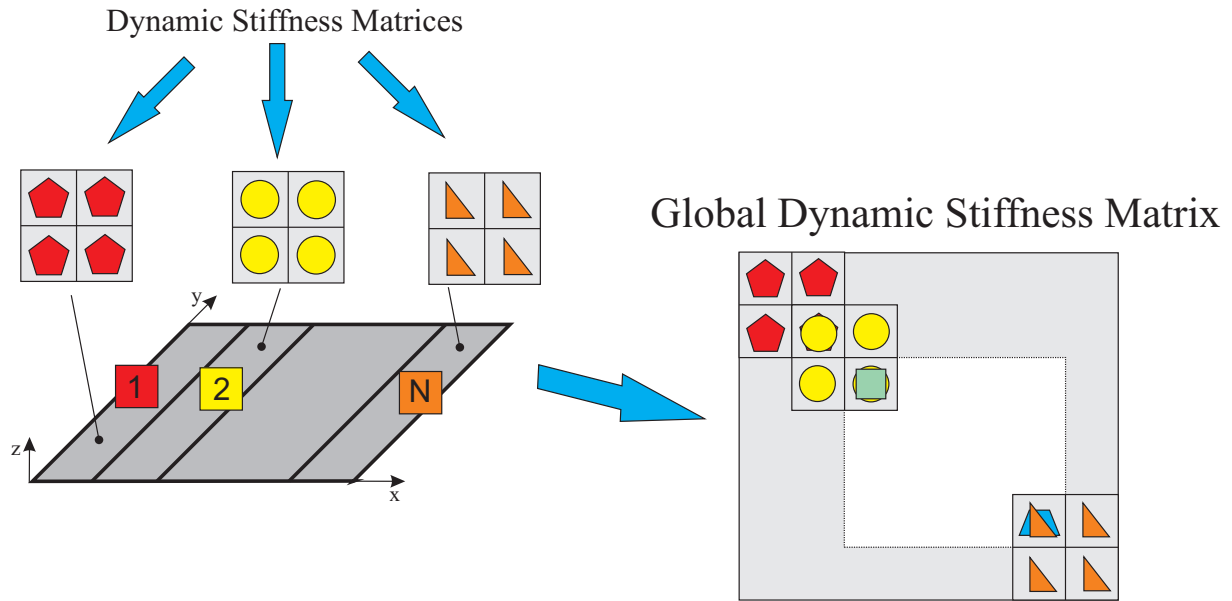 Dynamic Stiffness Matrices
Global Dynamic Stiffness Matrix
y
1
2
N
z
x